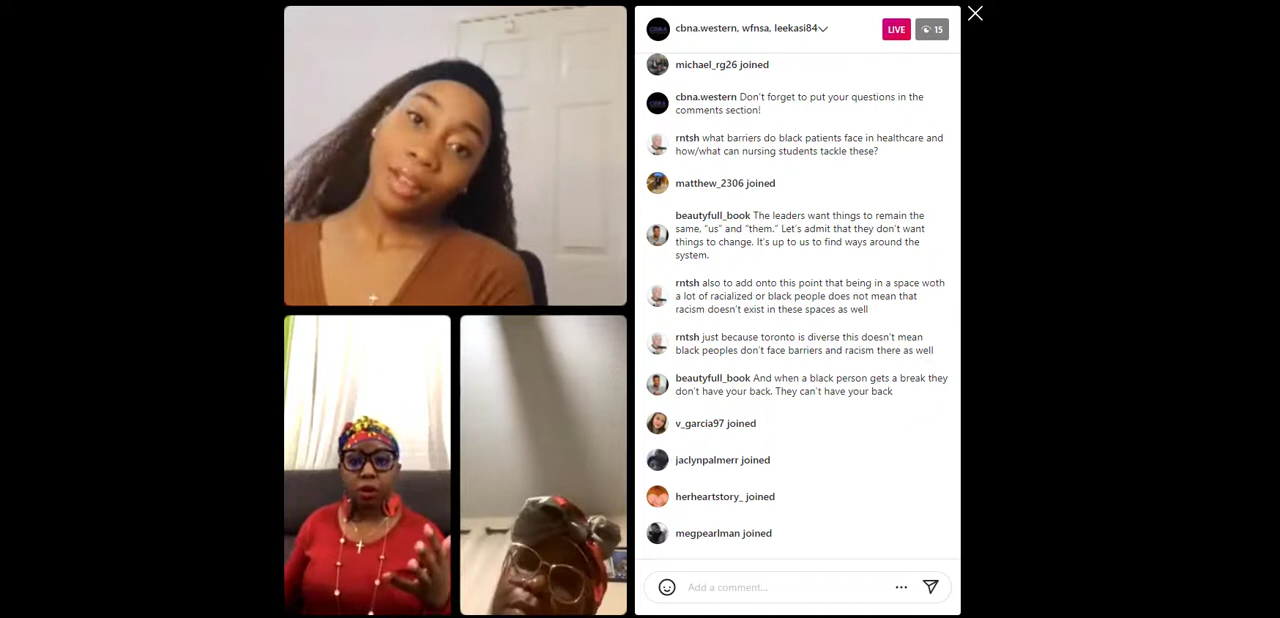 cbna.western, wfnsa, leekasi84
LIVE
15
michael_rg26 joined
cbna.western Don't forget to put your questions in the
comments section!
rntsh what barriers do black patients face in healthcare and
how/what can nursing students tackle these?
matthew_2306 joined
beautyfull_book The leaders want things to remain the
same, “us” and “them.” Let’s admit that they don’t want
things to change. It’s up to us to find ways around the
system.
rntsh also to add onto this point that being in a space woth
a lot of racialized or black people does not mean that
racism doesn’t exist in these spaces as well
rntsh just because toronto is diverse this doesn’t mean
black peoples don’t face barriers and racism there as well
beautyfull_book And when a black person gets a break they
don’t have your back. They can’t have your back
v_garcia97 joined
jaclynpalmerr joined
herheartstory_ joined
megpearlman joined
Add a comment...